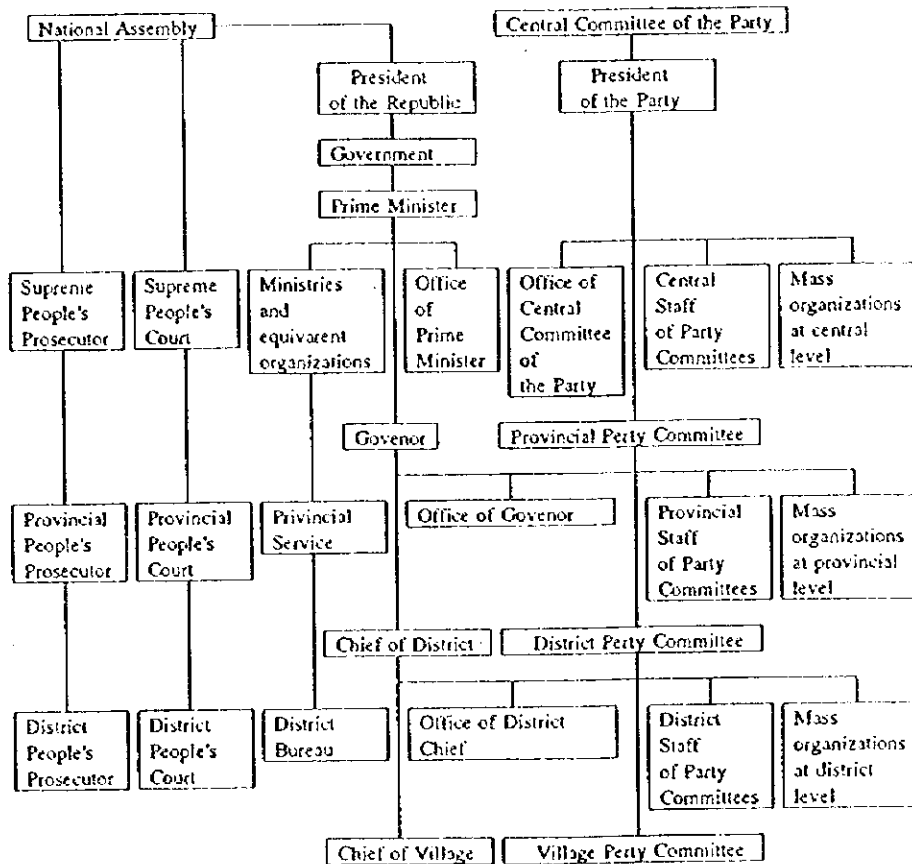 National Assembly
Central Committee of the Party
President
of the Republic
President
of the Party
Government
Prime Minister
Supreme
People's
Prosecutor
Supreme
People's
Court
Ministries
and
equivarent
organizations
Office
of
Prime
Minister
Office of
Central
Committee
of
the Party
Central
Staff
of Party
Committees
Mass
organizations
at central
level
Govenor
Provincial Perty Committee
Provincial
People's
Prosecutor
Provincial
People's
Court
Privincial
Service
Office of Govenor
Provincial
Staff
of Party
Committees
Mass
organizations
at provincial
level
Chief of District
District Perty Committee
District
People's
Prosecutor
District
People's
Court
District
Bureau
Office of District
Chief
District
Staff
of Party
Committees
Mass
organizations
at district
level
Chief of Village
Village Perty Committee